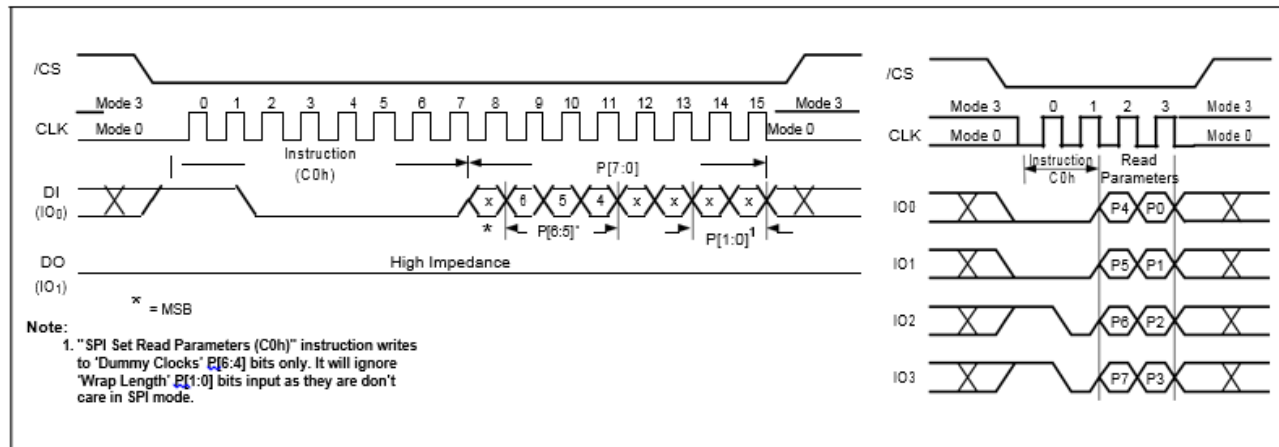 /CS
Mode 3 0 1 2 3 4 5 6 7 8 9 10 11 12 13 14 15 Mode 3
CLK Mode 0 Mode 0
Instruction
(C0h)
P[7:0]
DI
(IO0)
x 6 5 4 x x x x
* P[6:5]* P[1:0]1
DO
(IO1)
High Impedance
* = MSB
Note:
1. "SPI Set Read Parameters (C0h)" instruction writes
to 'Dummy Clocks' P[6:4] bits only. It will ignore
'Wrap Length' P[1:0] bits input as they are don't
care in SPI mode.
/CS
Mode 3 0 1 2 3 Mode 3
CLK Mode 0 Mode 0
Instruction
C0h
Read
Parameters
IO0 P4 P0
IO1 P5 P1
IO2 P6 P2
IO3 P7 P3